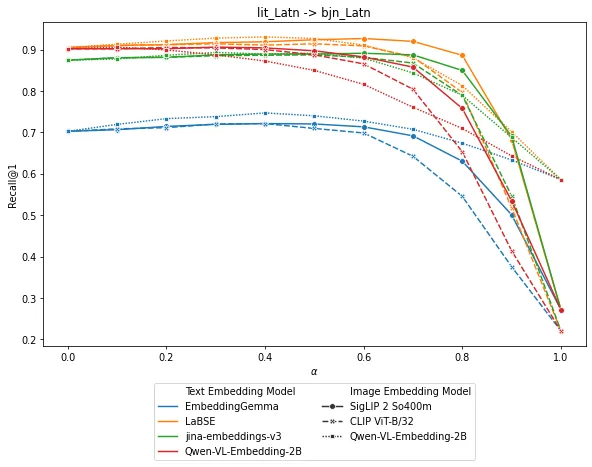 lit_Latn -> bjn_Latn
0.9
0.8
0.7
0.6
0.5
0.4
0.3
0.2
Recall@1
0.0 0.2 0.4 0.6 0.8 1.0
α
Text Embedding Model Image Embedding Model
EmbeddingGemma SigLIP 2 So400m
LaBSE CLIP ViT-B/32
jina-embeddings-v3 Qwen-VL-Embedding-2B
Qwen-VL-Embedding-2B